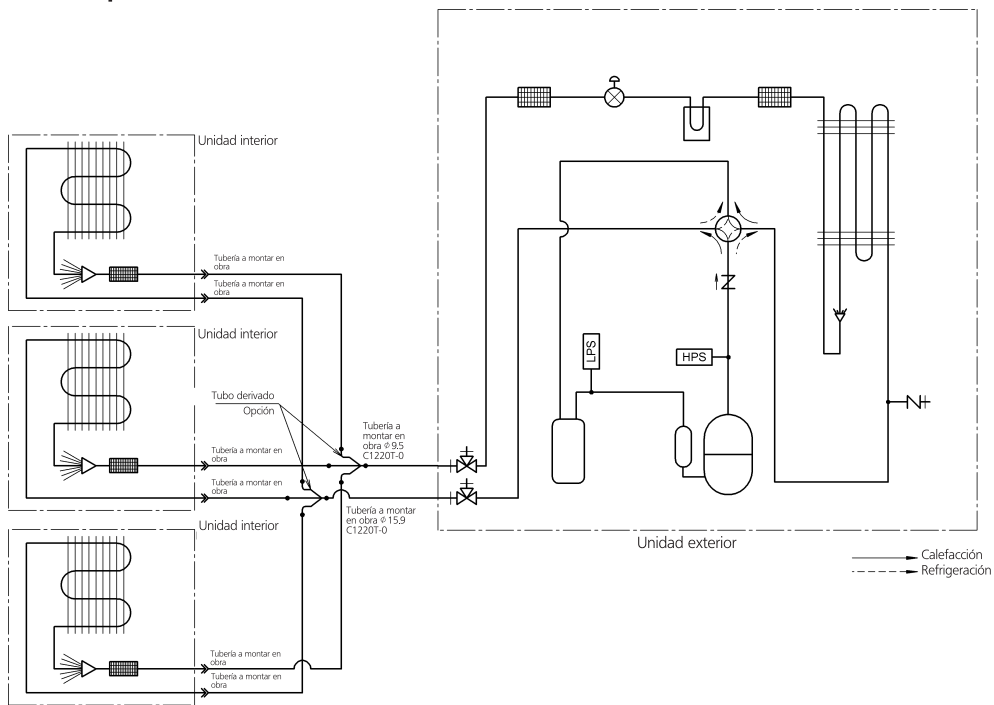 Unidad interior
Tubería a montar en
obra
Tubería a montar en
obra
Unidad interior
Tubo derivado
Opción
Tubería a montar en
obra
Tubería a montar en
obra
Tubería a
montar en
obra φ 9.5
C1220T-0
Tubería a montar
en obra φ 15,9
C1220T-0
Unidad interior
Tubería a montar en
obra
Tubería a montar en
obra
LPS
HPS
Unidad exterior
Calefacción
Refrigeración